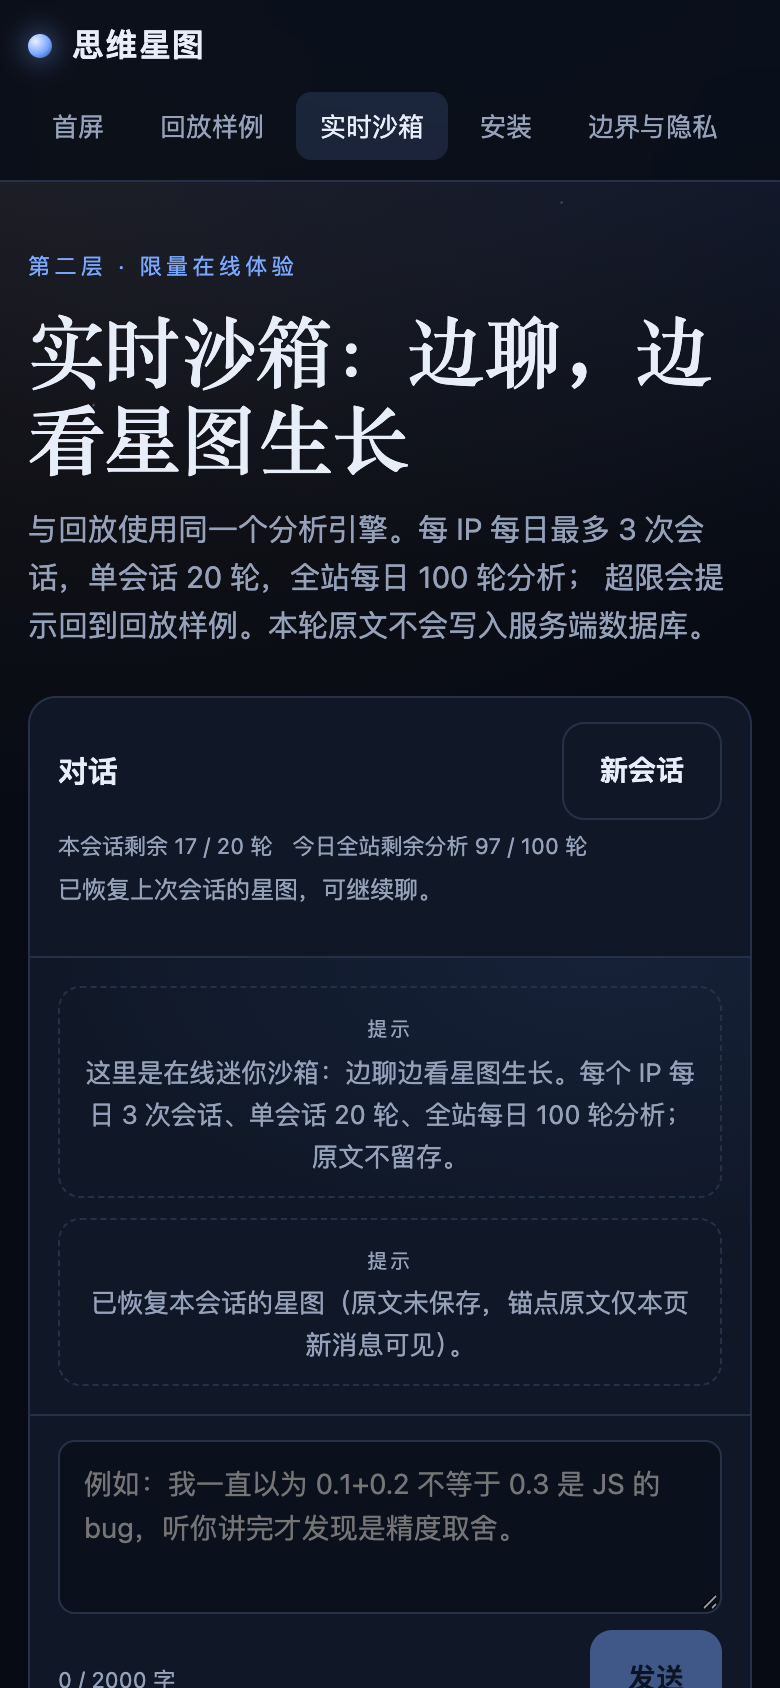 思维星图
首屏
回放样例
实时沙箱
安装
边界与隐私
第二层 · 限量在线体验
实时沙箱：边聊，边
看星图生长
与回放使用同一个分析引擎。每 IP 每日最多 3 次会
话，单会话 20 轮，全站每日 100 轮分析； 超限会提
示回到回放样例。本轮原文不会写入服务端数据库。
对话
新会话
本会话剩余 17 / 20 轮 今日全站剩余分析 97 / 100 轮
已恢复上次会话的星图，可继续聊。
提示
这里是在线迷你沙箱：边聊边看星图生长。每个 IP 每
日 3 次会话、单会话 20 轮、全站每日 100 轮分析；
原文不留存。
提示
已恢复本会话的星图（原文未保存，锚点原文仅本页
新消息可见）。
例如：我一直以为 0.1+0.2 不等于 0.3 是 JS 的
bug，听你讲完才发现是精度取舍。
0 / 2000 字
发送